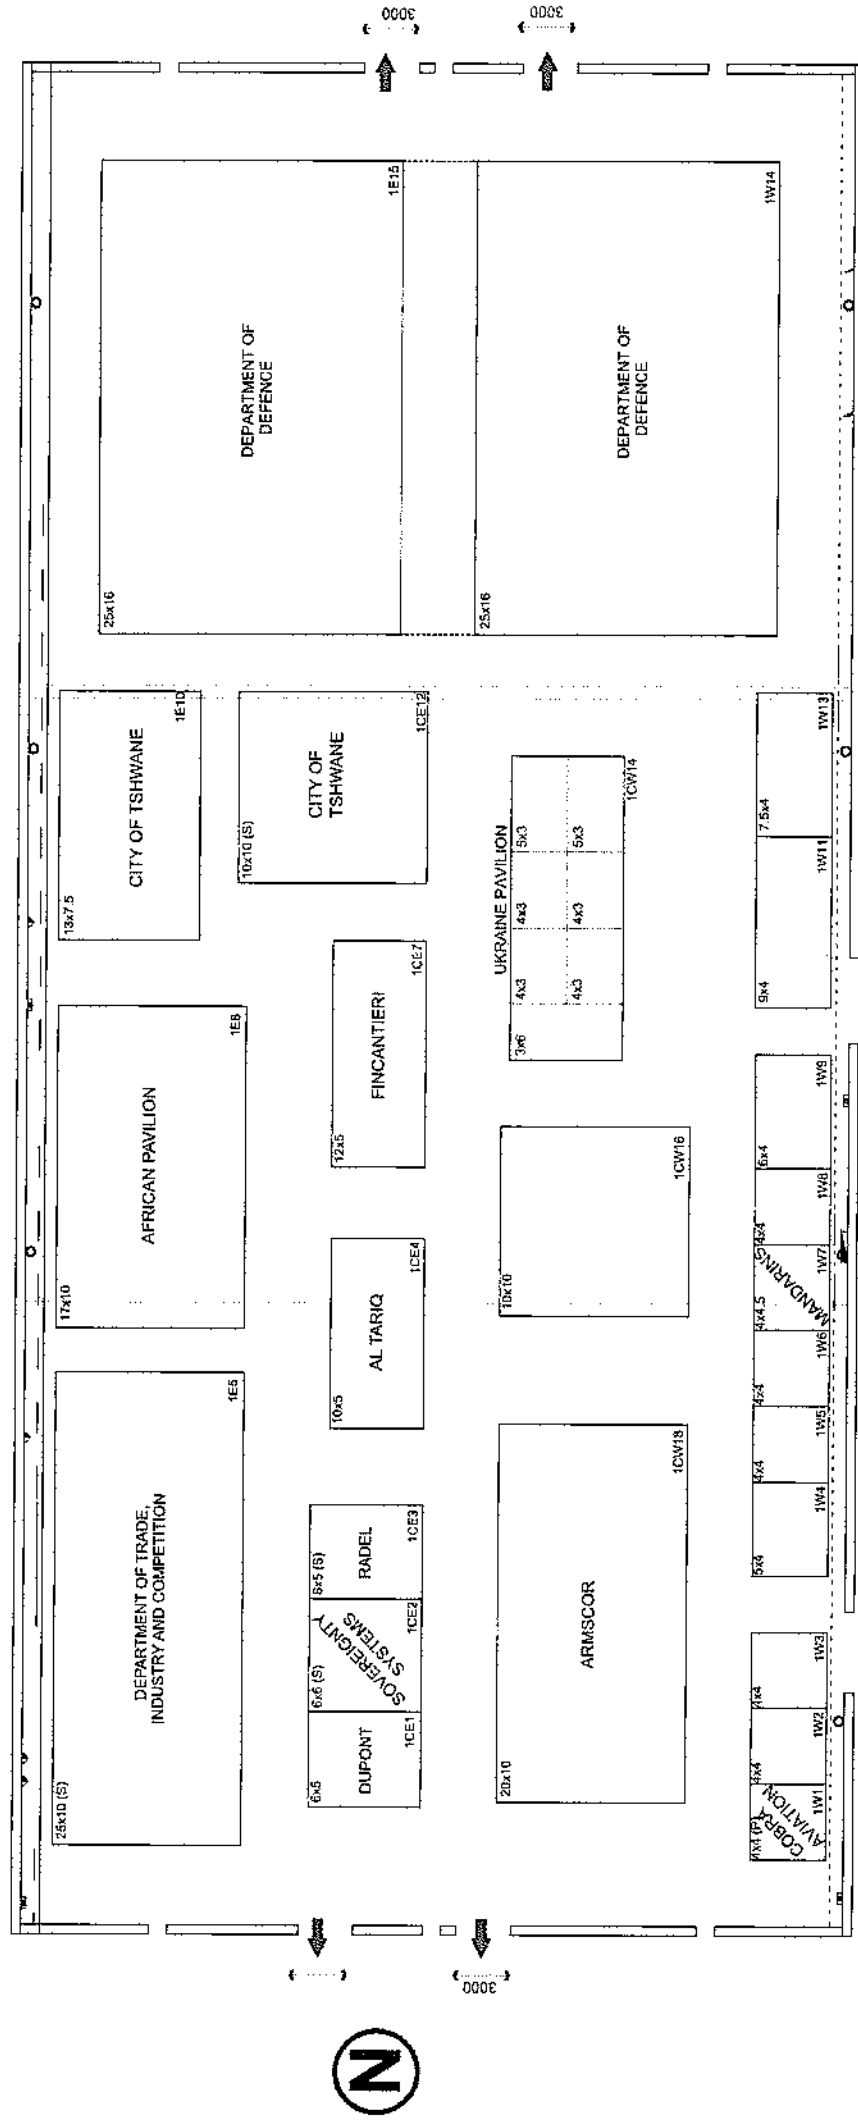 3000
3000
DEPARTMENT OF
DEFENCE
25x16
1E15
DEPARTMENT OF
DEFENCE
25x16
1W14
CITY OF TSHWANE
13x7.5
1E10
CITY OF
TSHWANE
10x10 (S)
1CE12
AFRICAN PAVILION
17x10
1E8
FINCANTIERI
12x5
1CE7
UKRAINE PAVILION
3x6
4x3
4x3
5x3
4x3
4x3
5x3
1CW14
7.5x4
1W13
9x4
1W11
AL TARIQ
10x5
1CE4
10x10
1CW16
6x4
1W9
4x4
1W8
MANDARINS
4x4.5
1W7
4x4
1W6
4x4
1W5
5x4
1W4
DEPARTMENT OF TRADE,
INDUSTRY AND COMPETITION
25x10 (S)
1E5
RADEL
1CE3
SOVEREIGNTY
SYSTEMS
6x6 (S)
1CE2
DUPONT
6x5
1CE1
ARMSCOR
20x10
1CW18
4x4
1W3
4x4
1W2
COBRA
AVIATION
1W1
3000
N